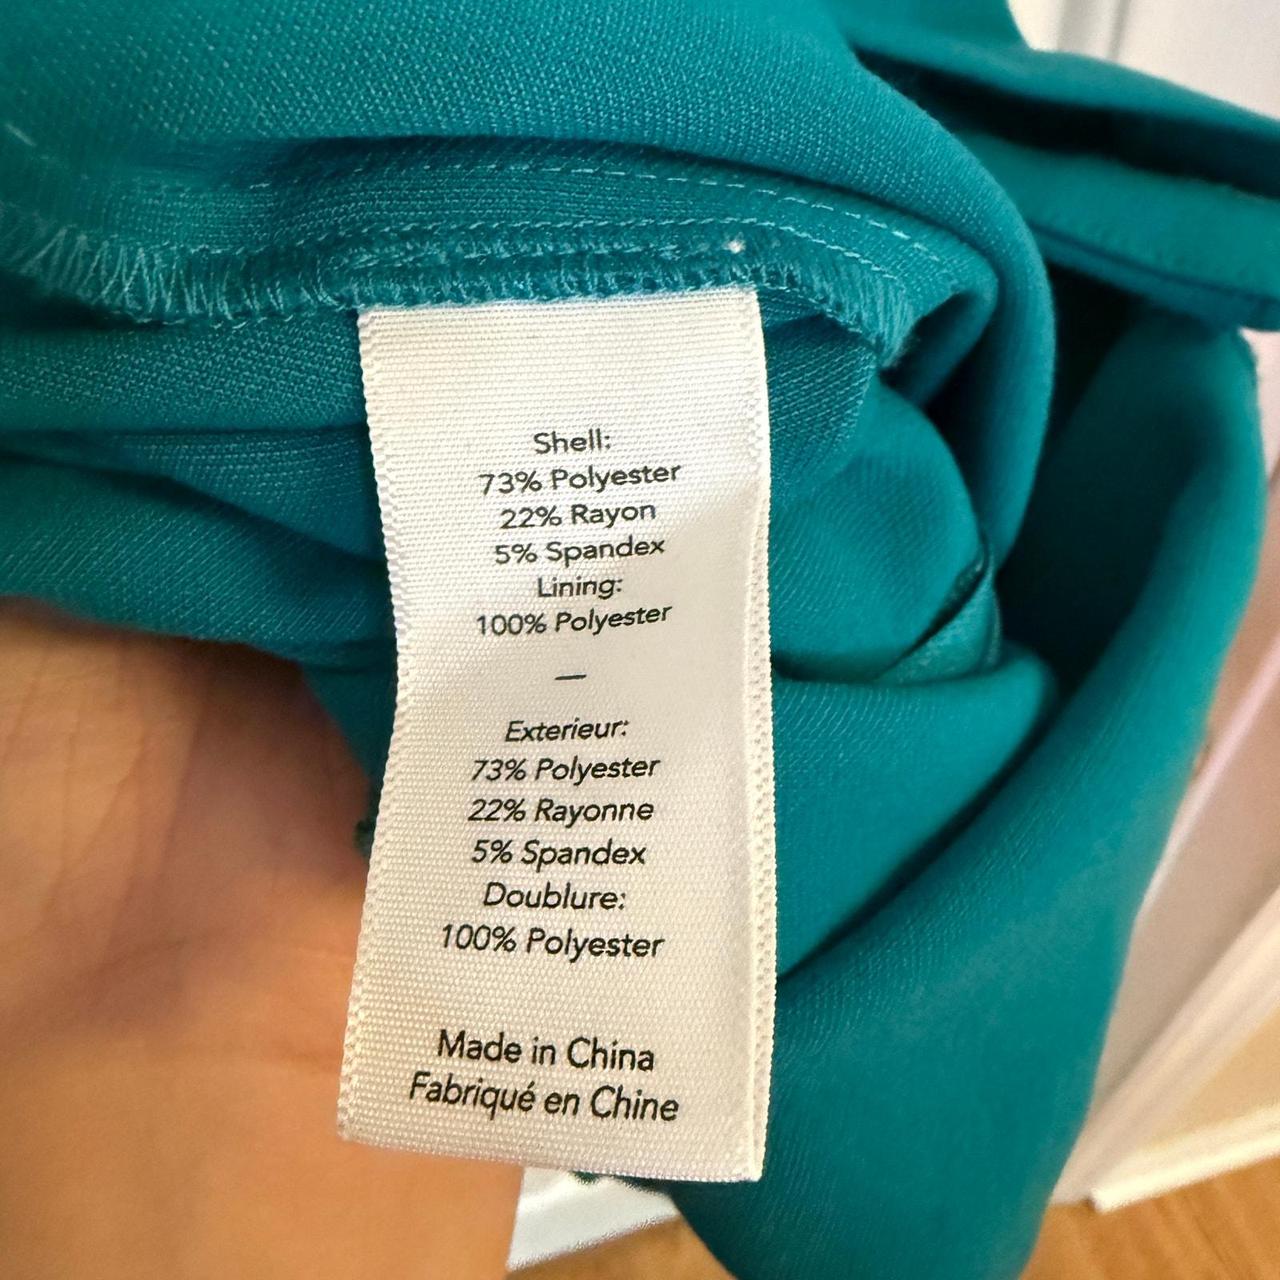 Shell:
73% Polyester
22% Rayon
5% Spandex
Lining:
100% Polyester
—
Exterieur:
73% Polyester
22% Rayonne
5% Spandex
Doublure:
100% Polyester
Made in China
Fabriqué en Chine